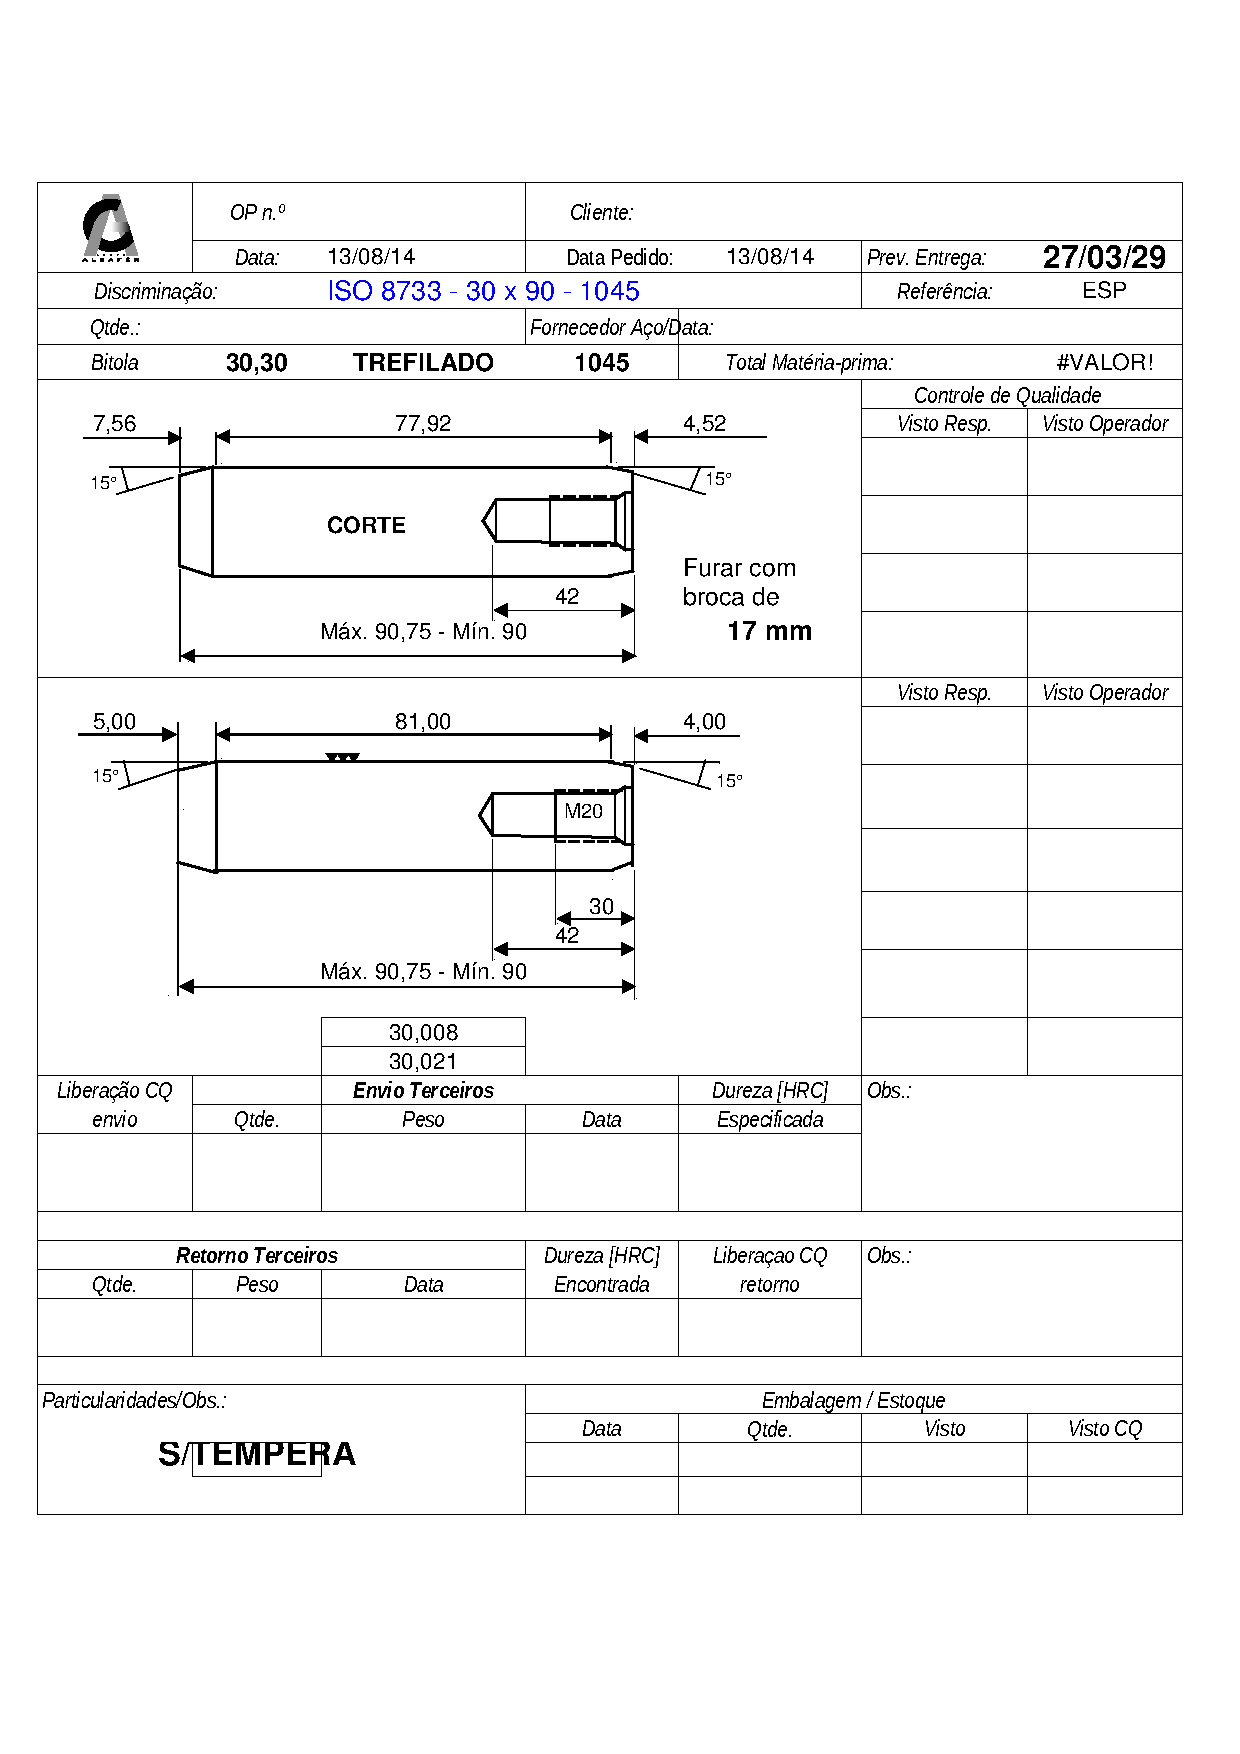 OP n.º
Cliente:
ALBAFER
Data: 13/08/14 Data Pedido: 13/08/14 Prev. Entrega: 27/03/29
Discriminação: ISO 8733 - 30 x 90 - 1045 Referência: ESP
Qtde.: Fornecedor Aço/Data:
Bitola 30,30 TREFILADO 1045 Total Matéria-prima: #VALOR!
Controle de Qualidade
7,56 77,92 4,52 Visto Resp. Visto Operador
15° 15°
CORTE
Furar com
42 broca de
Máx. 90,75 - Mín. 90 17 mm
Visto Resp. Visto Operador
5,00 81,00 4,00
15° 15°
M20
30
42
Máx. 90,75 - Mín. 90
30,008
30,021
Liberação CQ Envio Terceiros Dureza [HRC] Obs.:
envio Qtde. Peso Data Especificada
Retorno Terceiros Dureza [HRC] Liberaçao CQ Obs.:
Qtde. Peso Data Encontrada retorno
Particularidades/Obs.: Embalagem / Estoque
Data Qtde. Visto Visto CQ
S/TEMPERA